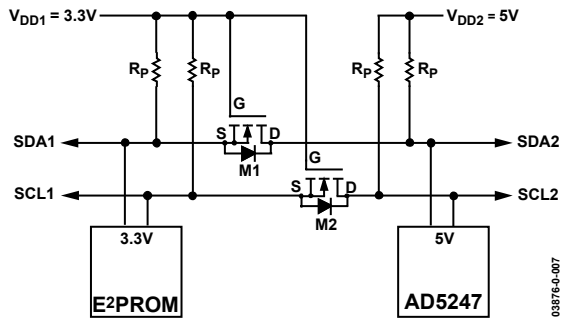 VDD1 = 3.3V
VDD2 = 5V
RP
RP
RP
RP
G
SDA1
S
D
SDA2
M1
G
SCL1
S
D
SCL2
M2
3.3V
5V
E2PROM
AD5247
03876-0-007